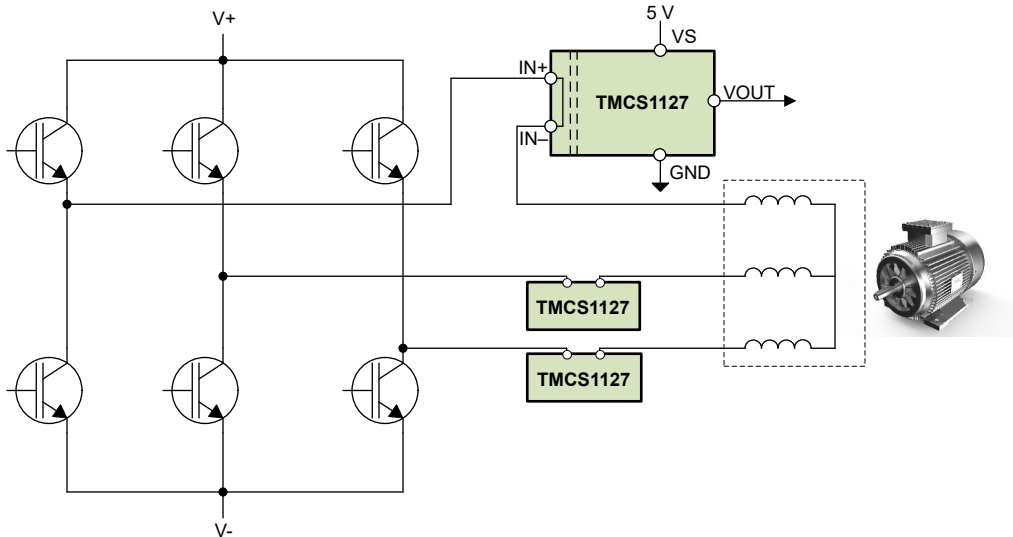 V+
5 V
VS
IN+
TMCS1127
VOUT
IN–
GND
TMCS1127
TMCS1127
V-